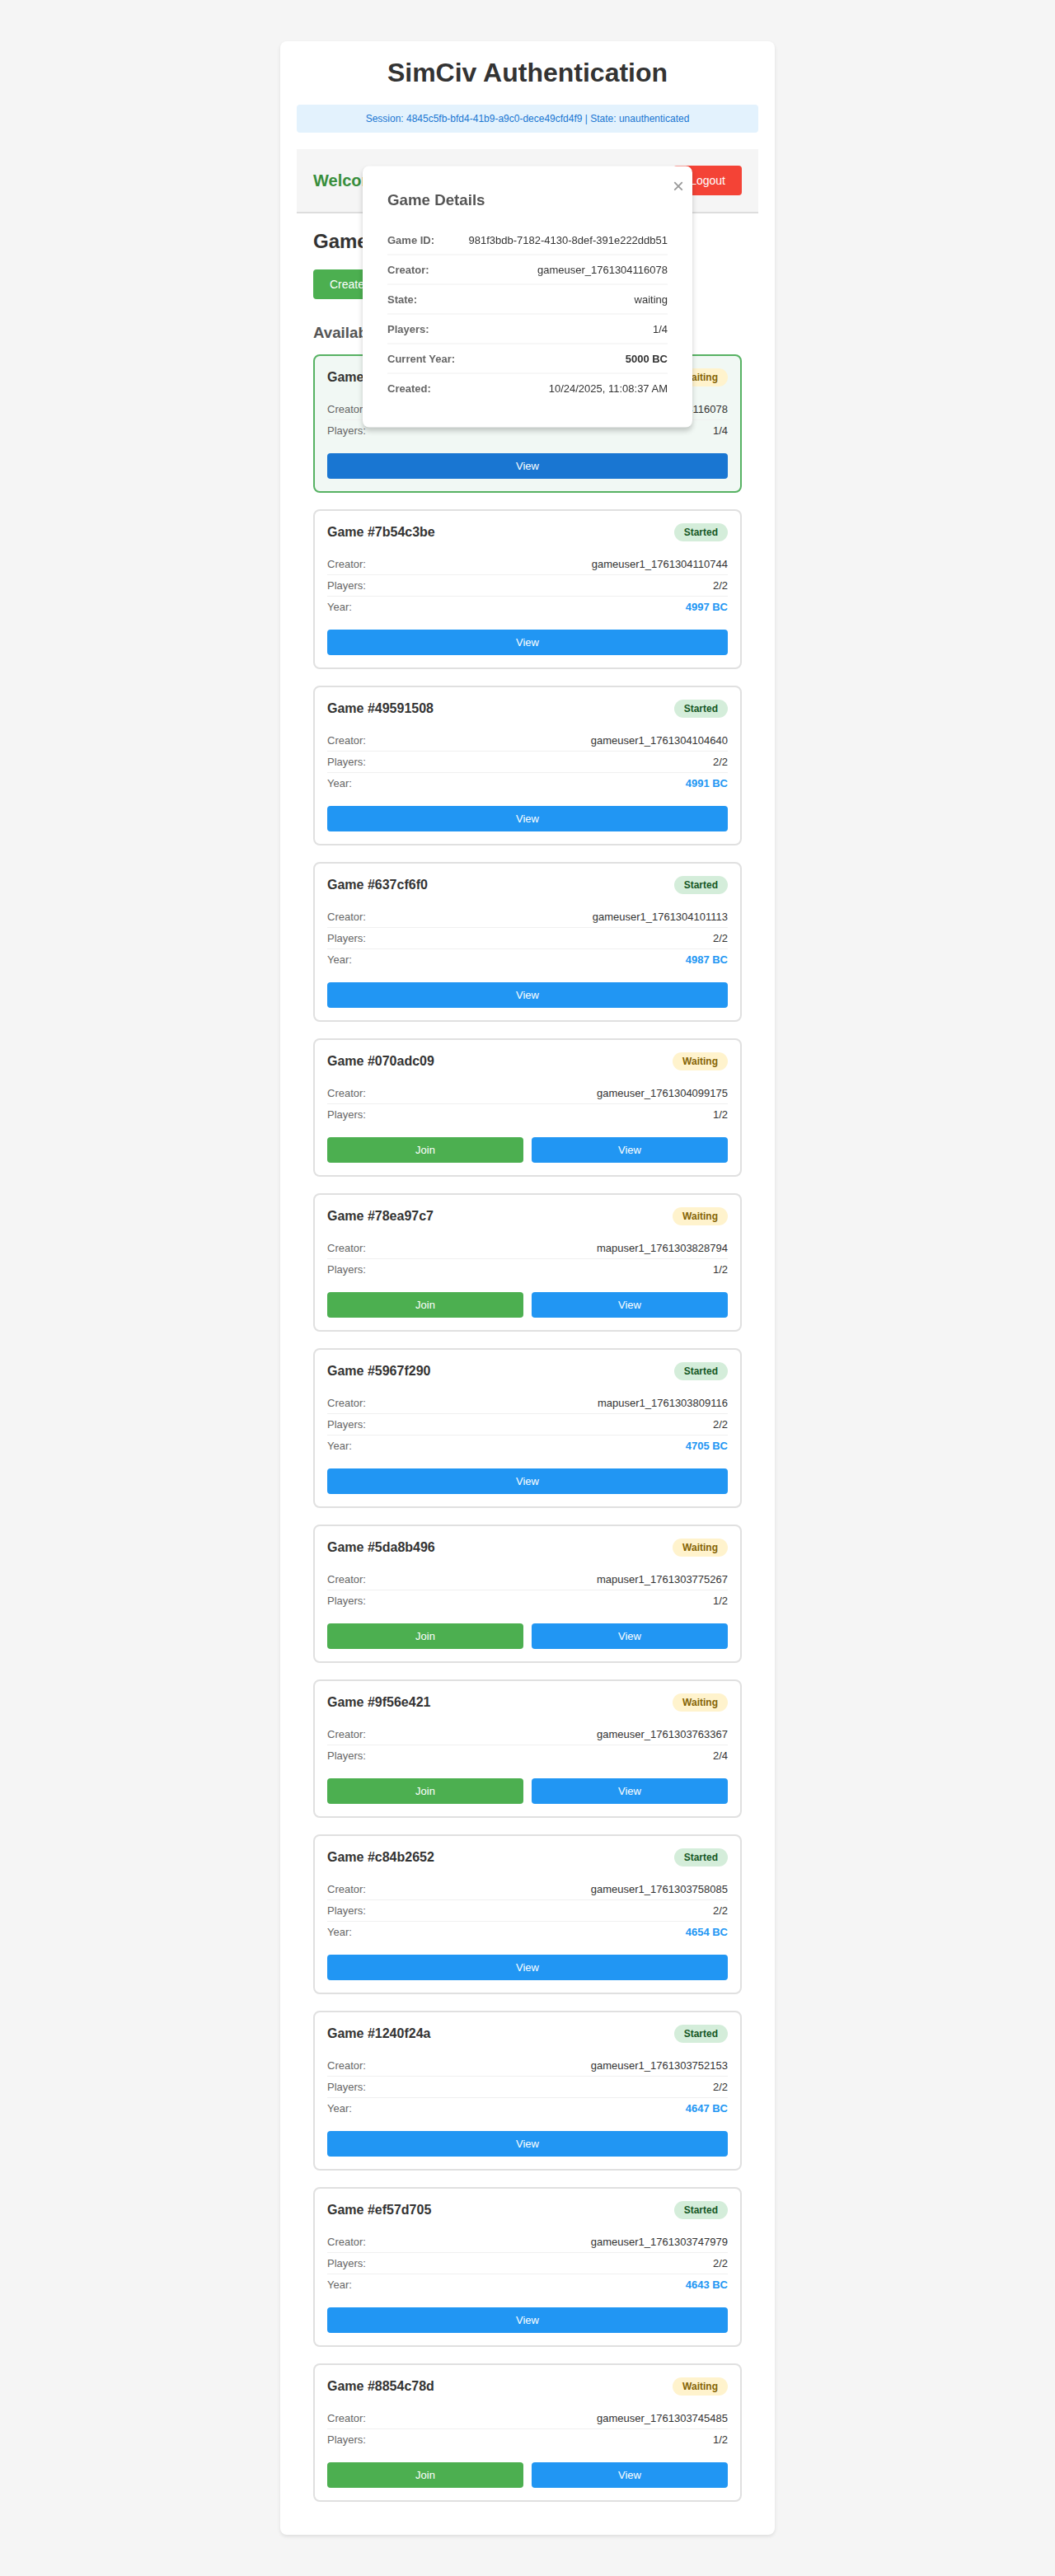 SimCiv Authentication
Session: 4845c5fb-bfd4-41b9-a9c0-dece49cfd4f9 | State: unauthenticated
Logout
×
Game Details
Game ID: 981f3bdb-7182-4130-8def-391e222ddb51
Creator: gameuser_1761304116078
State: waiting
Players: 1/4
Current Year: 5000 BC
Created: 10/24/2025, 11:08:37 AM
Game
Create
Game
Players: 1/4
View
Game #7b54c3be Started
Creator: gameuser1_1761304110744
Players: 2/2
Year: 4997 BC
View
Game #49591508 Started
Creator: gameuser1_1761304104640
Players: 2/2
Year: 4991 BC
View
Game #637cf6f0 Started
Creator: gameuser1_1761304101113
Players: 2/2
Year: 4987 BC
View
Game #070adc09 Waiting
Creator: gameuser_1761304099175
Players: 1/2
Join View
Game #78ea97c7 Waiting
Creator: mapuser1_1761303828794
Players: 1/2
Join View
Game #5967f290 Started
Creator: mapuser1_1761303809116
Players: 2/2
Year: 4705 BC
View
Game #5da8b496 Waiting
Creator: mapuser1_1761303775267
Players: 1/2
Join View
Game #9f56e421 Waiting
Creator: gameuser_1761303763367
Players: 2/4
Join View
Game #c84b2652 Started
Creator: gameuser1_1761303758085
Players: 2/2
Year: 4654 BC
View
Game #1240f24a Started
Creator: gameuser1_1761303752153
Players: 2/2
Year: 4647 BC
View
Game #ef57d705 Started
Creator: gameuser1_1761303747979
Players: 2/2
Year: 4643 BC
View
Game #8854c78d Waiting
Creator: gameuser_1761303745485
Players: 1/2
Join View